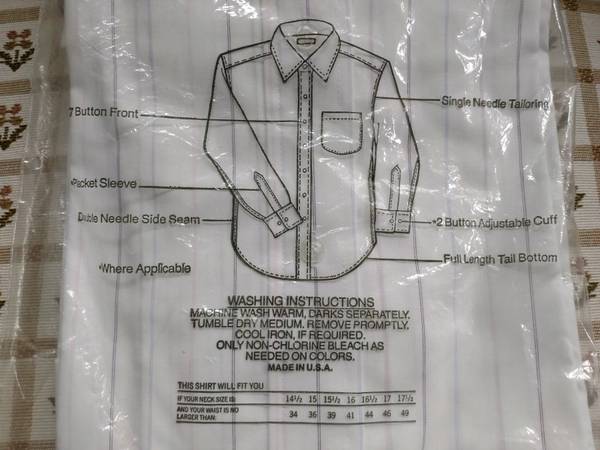 7 Button Front
Single Needle Tailoring
*Placket Sleeve
Double Needle Side Seam
*2 Button Adjustable Cuff
*Where Applicable
Full Length Tail Bottom
WASHING INSTRUCTIONS
MACHINE WASH WARM, DARKS SEPARATELY.
TUMBLE DRY MEDIUM. REMOVE PROMPTLY.
COOL IRON, IF REQUIRED.
ONLY NON-CHLORINE BLEACH AS
NEEDED ON COLORS.
MADE IN U.S.A.
THIS SHIRT WILL FIT YOU
IF YOUR NECK SIZE IS: 14½ 15 15½ 16 16½ 17 17½
AND YOUR WAIST IS NO
LARGER THAN: 34 36 39 41 44 46 49